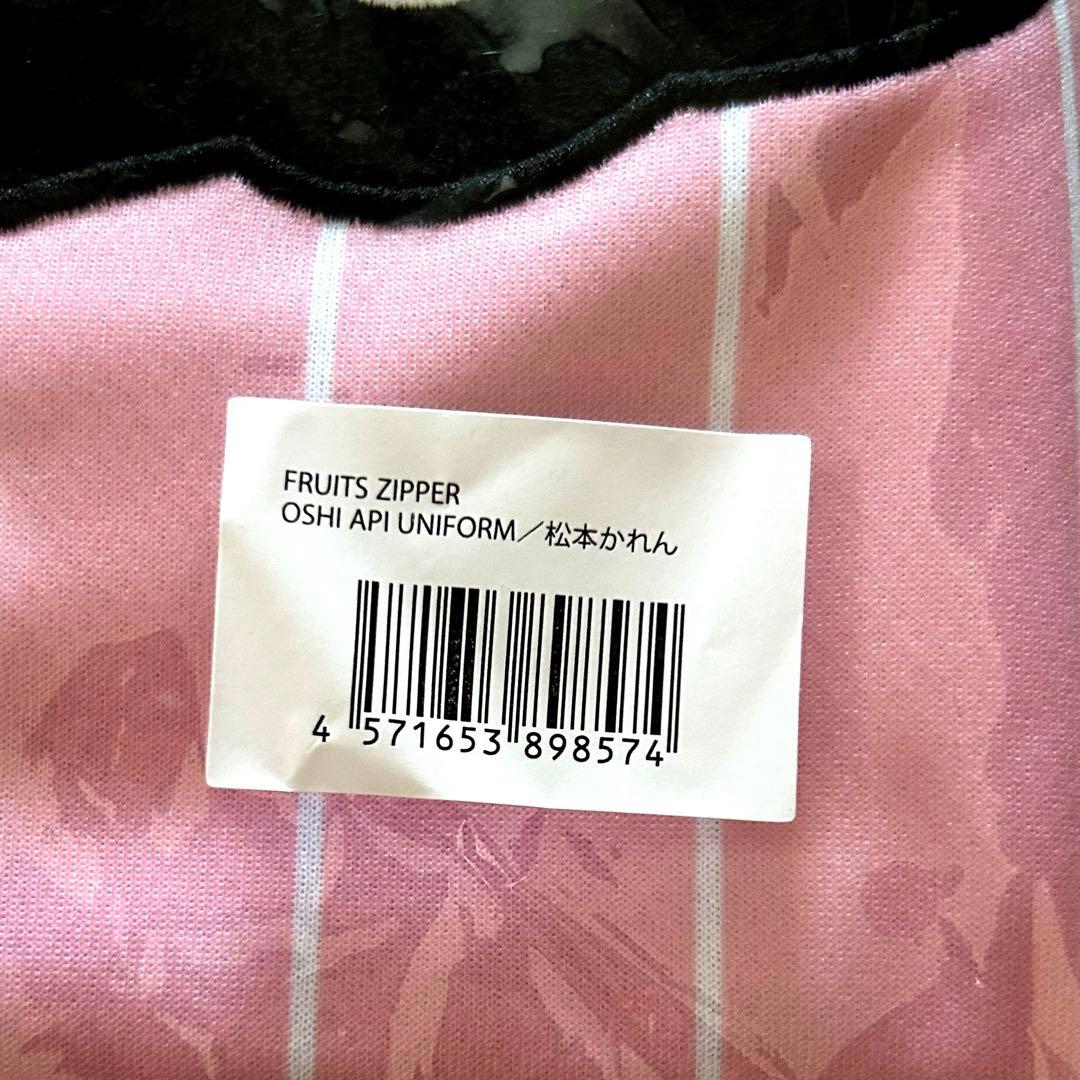 FRUITS ZIPPER
OSHI API UNIFORM／松本かれん
4 571653 898574